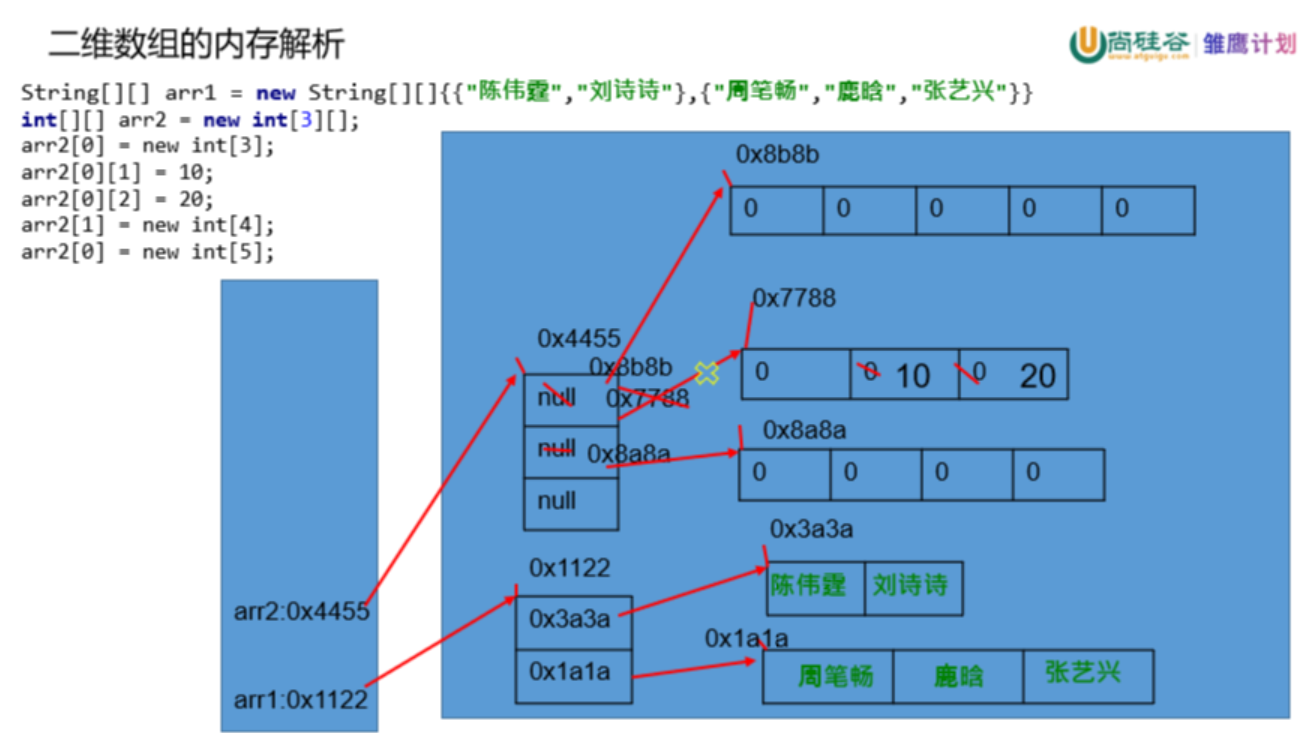 二维数组的内存解析
尚硅谷 雏鹰计划
www.atguigu.com
String[][] arr1 = new String[][]{{"陈伟霆","刘诗诗"},{"周笔畅","鹿晗","张艺兴"}}
int[][] arr2 = new int[3][];
arr2[0] = new int[3];
arr2[0][1] = 10;
arr2[0][2] = 20;
arr2[1] = new int[4];
arr2[0] = new int[5];
0x8b8b
0 0 0 0 0
0x7788
0 0 10 0 20
0x4455
0x8b8b
null 0x7788
null 0x8a8a
null
0x8a8a
0 0 0 0
0x3a3a
陈伟霆 刘诗诗
0x1122
0x3a3a
0x1a1a
0x1a1a
周笔畅 鹿晗 张艺兴
arr2:0x4455
arr1:0x1122